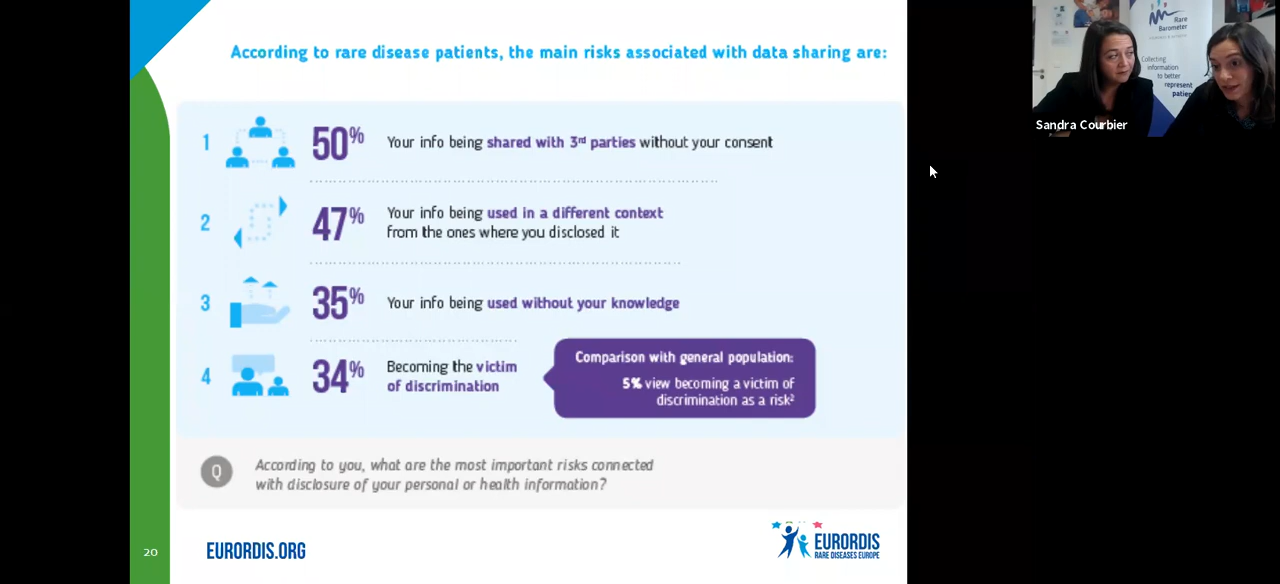 According to rare disease patients, the main risks associated with data sharing are:
1
50%
Your info being shared with 3rd parties without your consent
2
47%
Your info being used in a different context
from the ones where you disclosed it
3
35%
Your info being used without your knowledge
4
34%
Becoming the victim
of discrimination
Comparison with general population:
5% view becoming a victim of
discrimination as a risk²
Q
According to you, what are the most important risks connected
with disclosure of your personal or health information?
20
EURORDIS.ORG
EURORDIS
RARE DISEASES EUROPE
Rare
Barometer
Collecting
information
to better
represent
Sandra Courbier